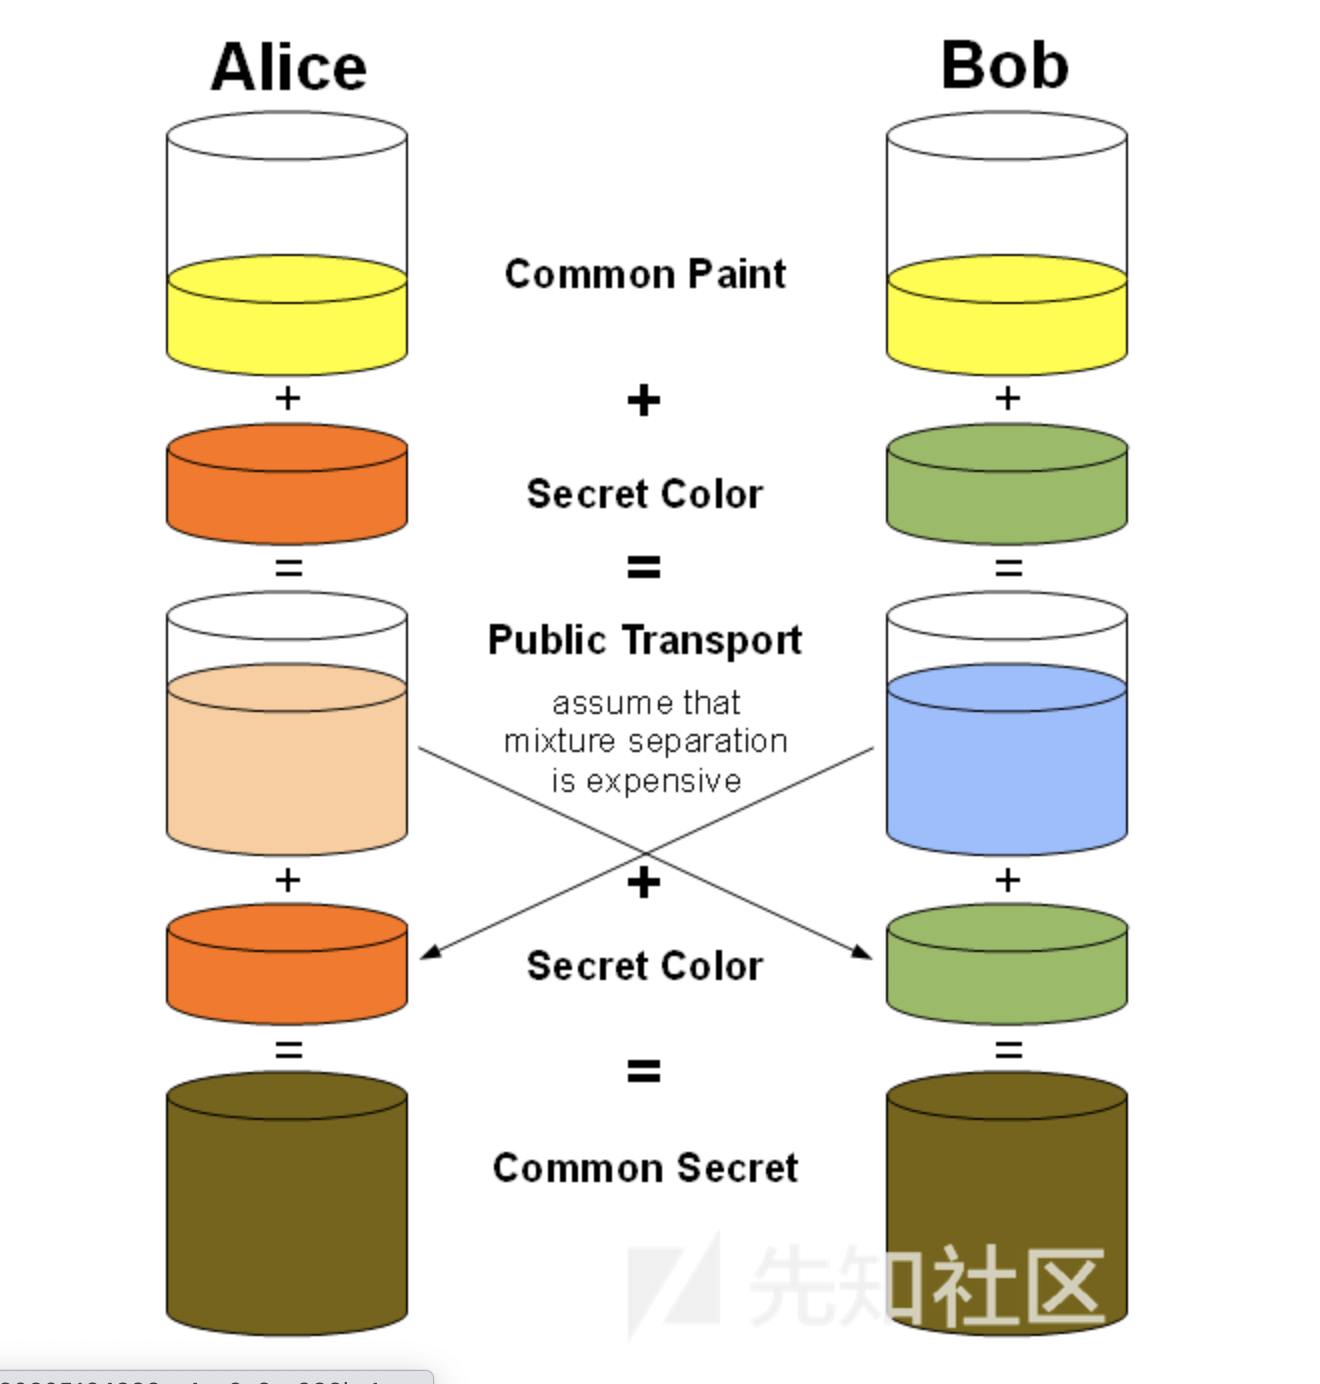 Alice
Bob
Common Paint
+
+
+
Secret Color
=
=
=
Public Transport
assume that
mixture separation
is expensive
+
+
+
Secret Color
=
=
=
Common Secret
先知社区